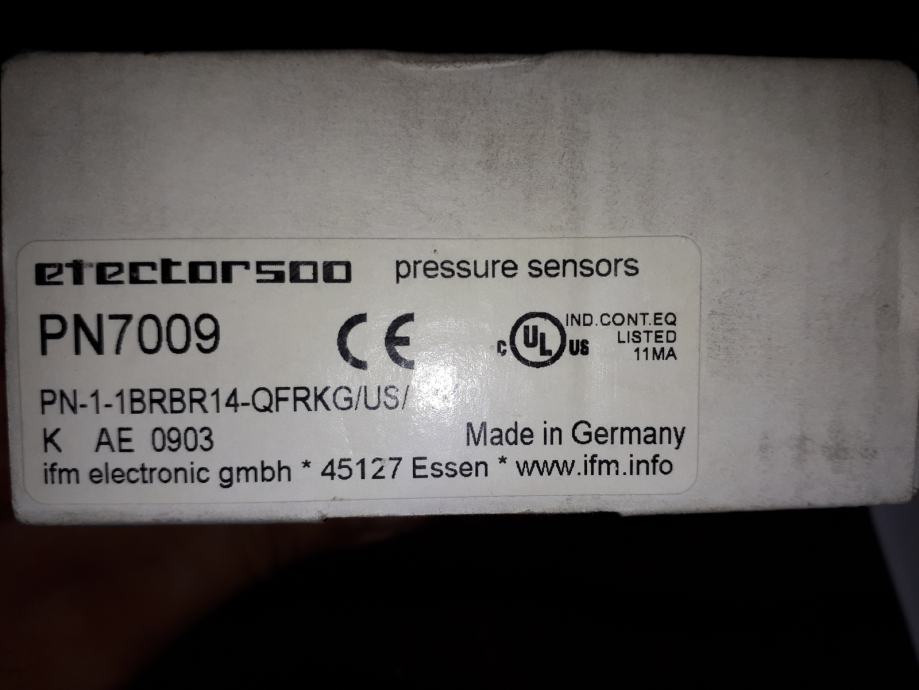 efector500 pressure sensors
PN7009
CE
C UL US IND.CONT.EQ
LISTED
11MA
PN-1-1BRBR14-QFRKG/US/
K AE 0903
Made in Germany
ifm electronic gmbh * 45127 Essen * www.ifm.info